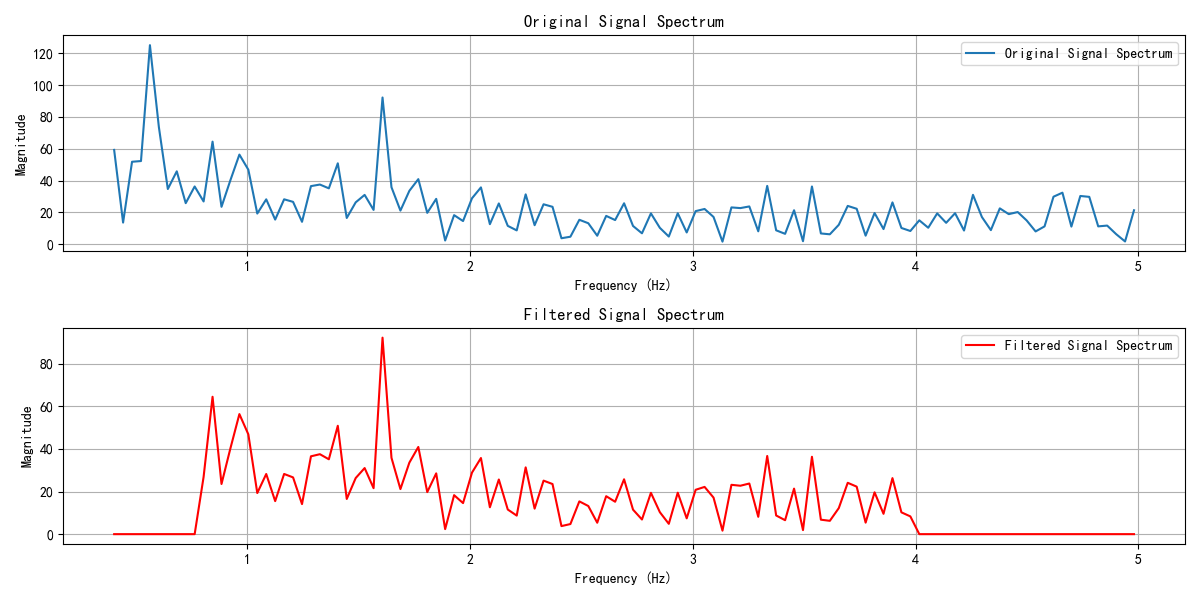 Original Signal Spectrum
Original Signal Spectrum
120
100
80
60
40
20
0
Magnitude
1 2 3 4 5
Frequency (Hz)
Filtered Signal Spectrum
Filtered Signal Spectrum
80
60
40
20
0
Magnitude
1 2 3 4 5
Frequency (Hz)